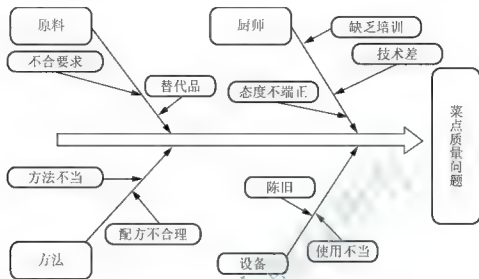 原料
厨师
缺乏培训
不合要求
技术差
替代品
态度不端正
菜点质量问题
方法不当
陈旧
配方不合理
使用不当
方法
设备